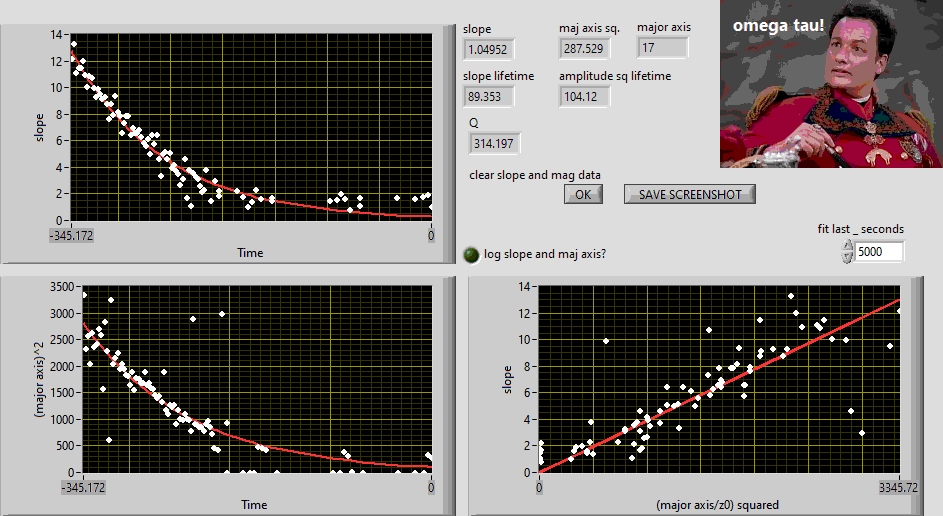 14
12
10
8
6
4
2
0
slope
-345.172
0
Time
slope
maj axis sq.
major axis
1.04952
287.529
17
slope lifetime
amplitude sq lifetime
89.353
104.12
Q
314.197
clear slope and mag data
OK
SAVE SCREENSHOT
omega tau!
fit last _ seconds
5000
log slope and maj axis?
3500
3000
2500
2000
1500
1000
500
0
(major axis)^2
-345.172
0
Time
14
12
10
8
6
4
2
0
slope
0
3345.72
(major axis/z0) squared